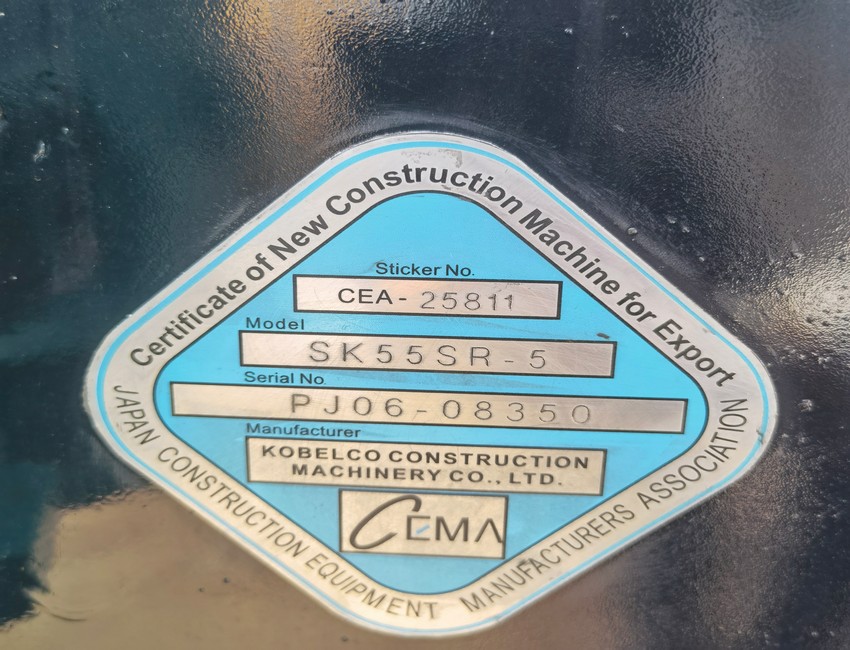 Certificate of New Construction Machine for Export
Sticker No.
CEA - 25811
Model
SK55SR-5
Serial No.
PJ06-08350
Manufacturer
KOBELCO CONSTRUCTION
MACHINERY CO., LTD.
CEMA
JAPAN CONSTRUCTION EQUIPMENT MANUFACTURERS ASSOCIATION